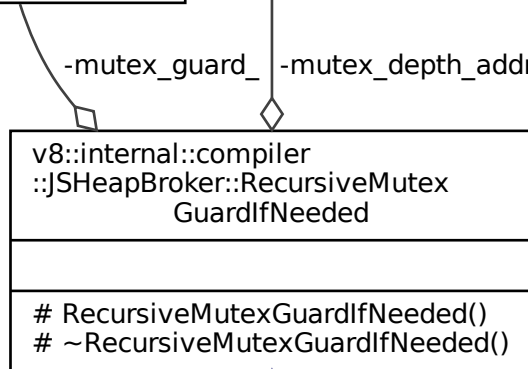 -mutex_guard_ -mutex_depth_addr
v8::internal::compiler
::JSHeapBroker::RecursiveMutex
GuardIfNeeded
# RecursiveMutexGuardIfNeeded()
# ~RecursiveMutexGuardIfNeeded()